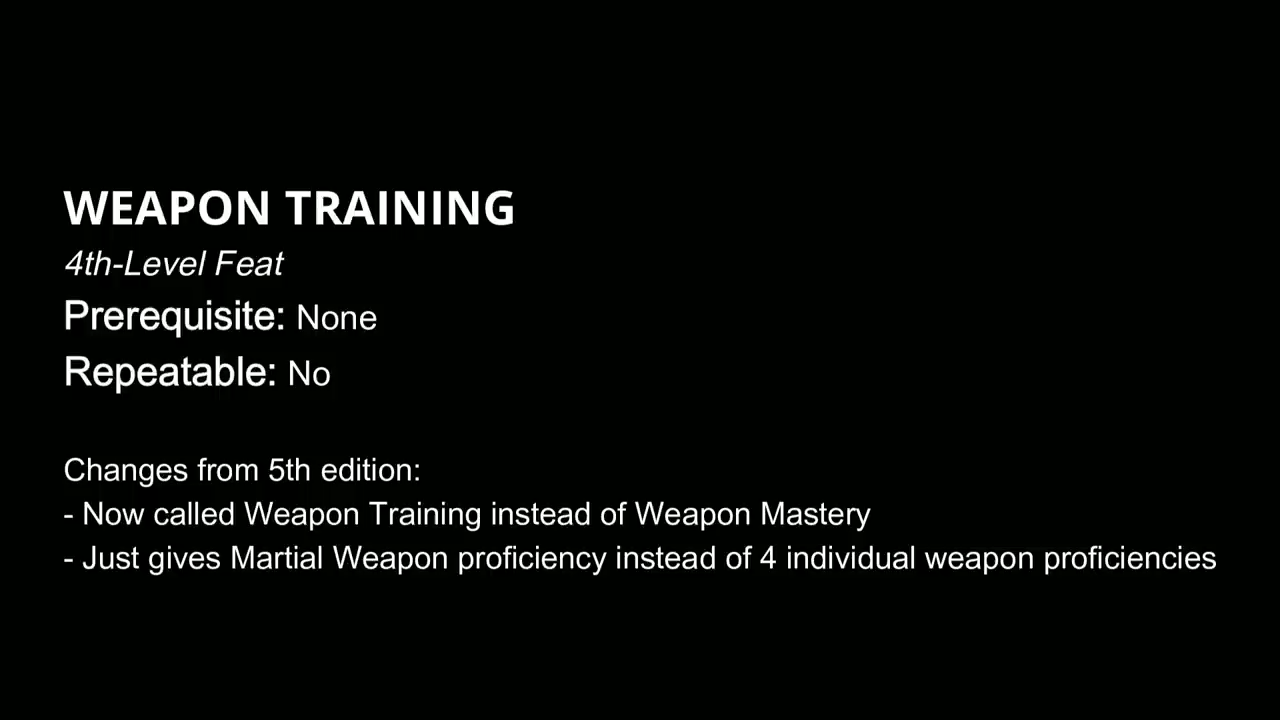 WEAPON TRAINING
4th-Level Feat
Prerequisite: None
Repeatable: No
Changes from 5th edition:
- Now called Weapon Training instead of Weapon Mastery
- Just gives Martial Weapon proficiency instead of 4 individual weapon proficiencies